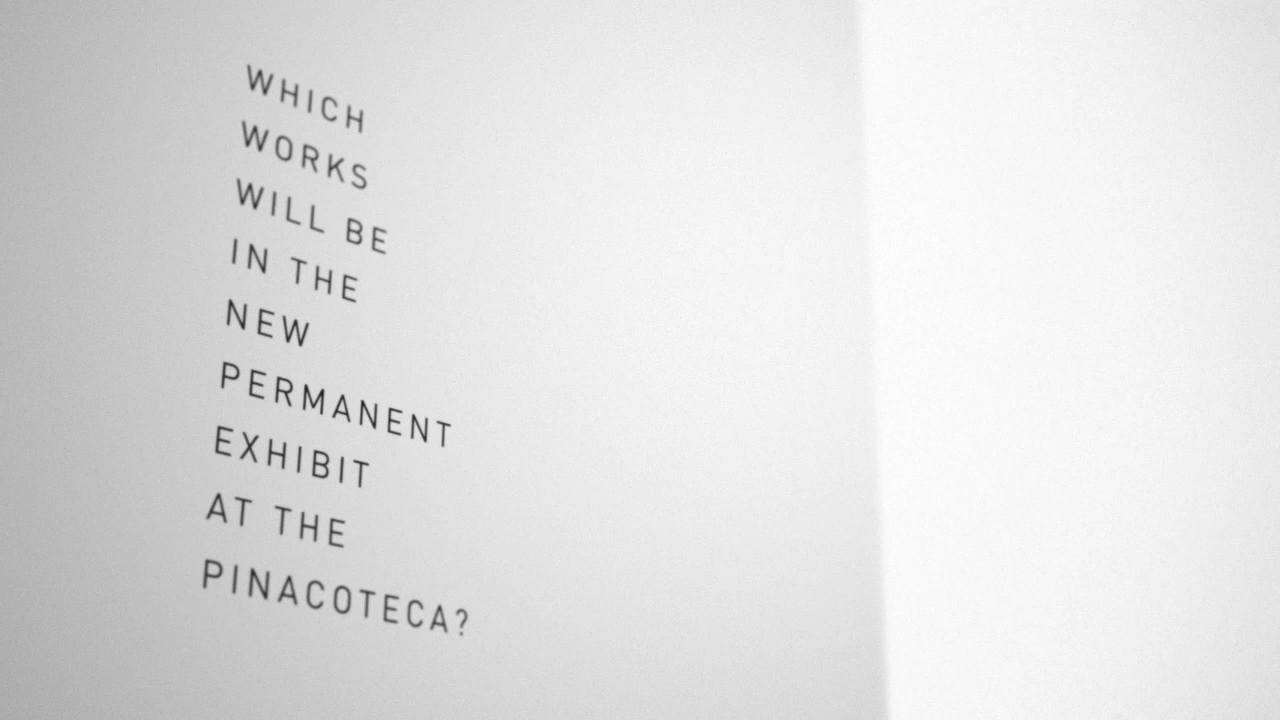 WHICH
WORKS
WILL BE
IN THE
NEW
PERMANENT
EXHIBIT
AT THE
PINACOTECA?